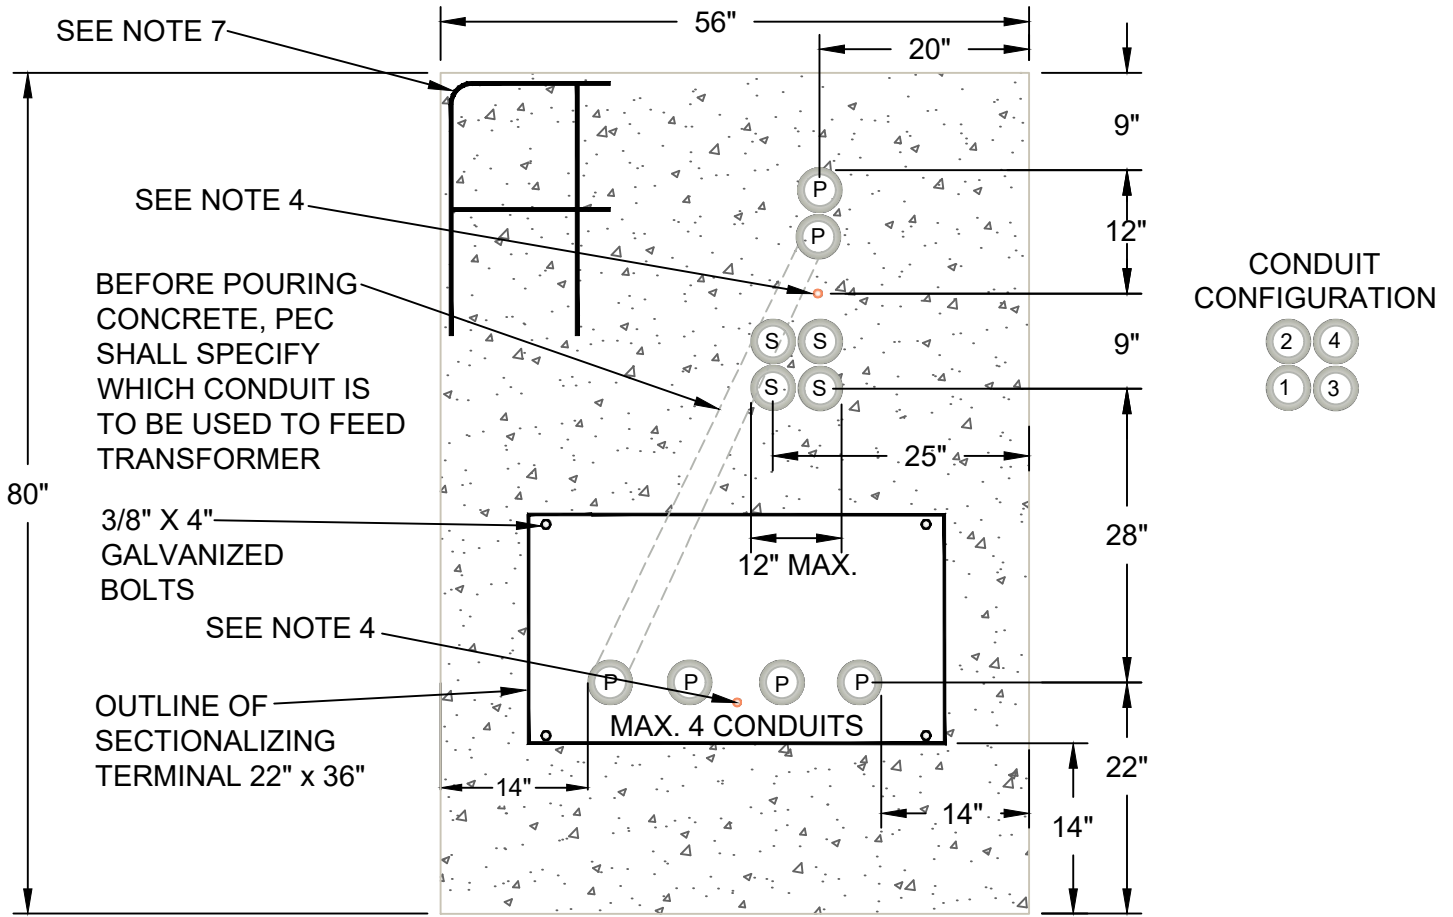 56"
SEE NOTE 7
20"
9"
P
SEE NOTE 4
P
12"
BEFORE POURING
CONCRETE, PEC
SHALL SPECIFY
WHICH CONDUIT IS
TO BE USED TO FEED
TRANSFORMER
CONDUIT
CONFIGURATION
2 4
1 3
S S
S S
9"
25"
80"
3/8" X 4"
GALVANIZED
BOLTS
12" MAX.
28"
SEE NOTE 4
P P P P
MAX. 4 CONDUITS
OUTLINE OF
SECTIONALIZING
TERMINAL 22" x 36"
14"
14"
14"
22"